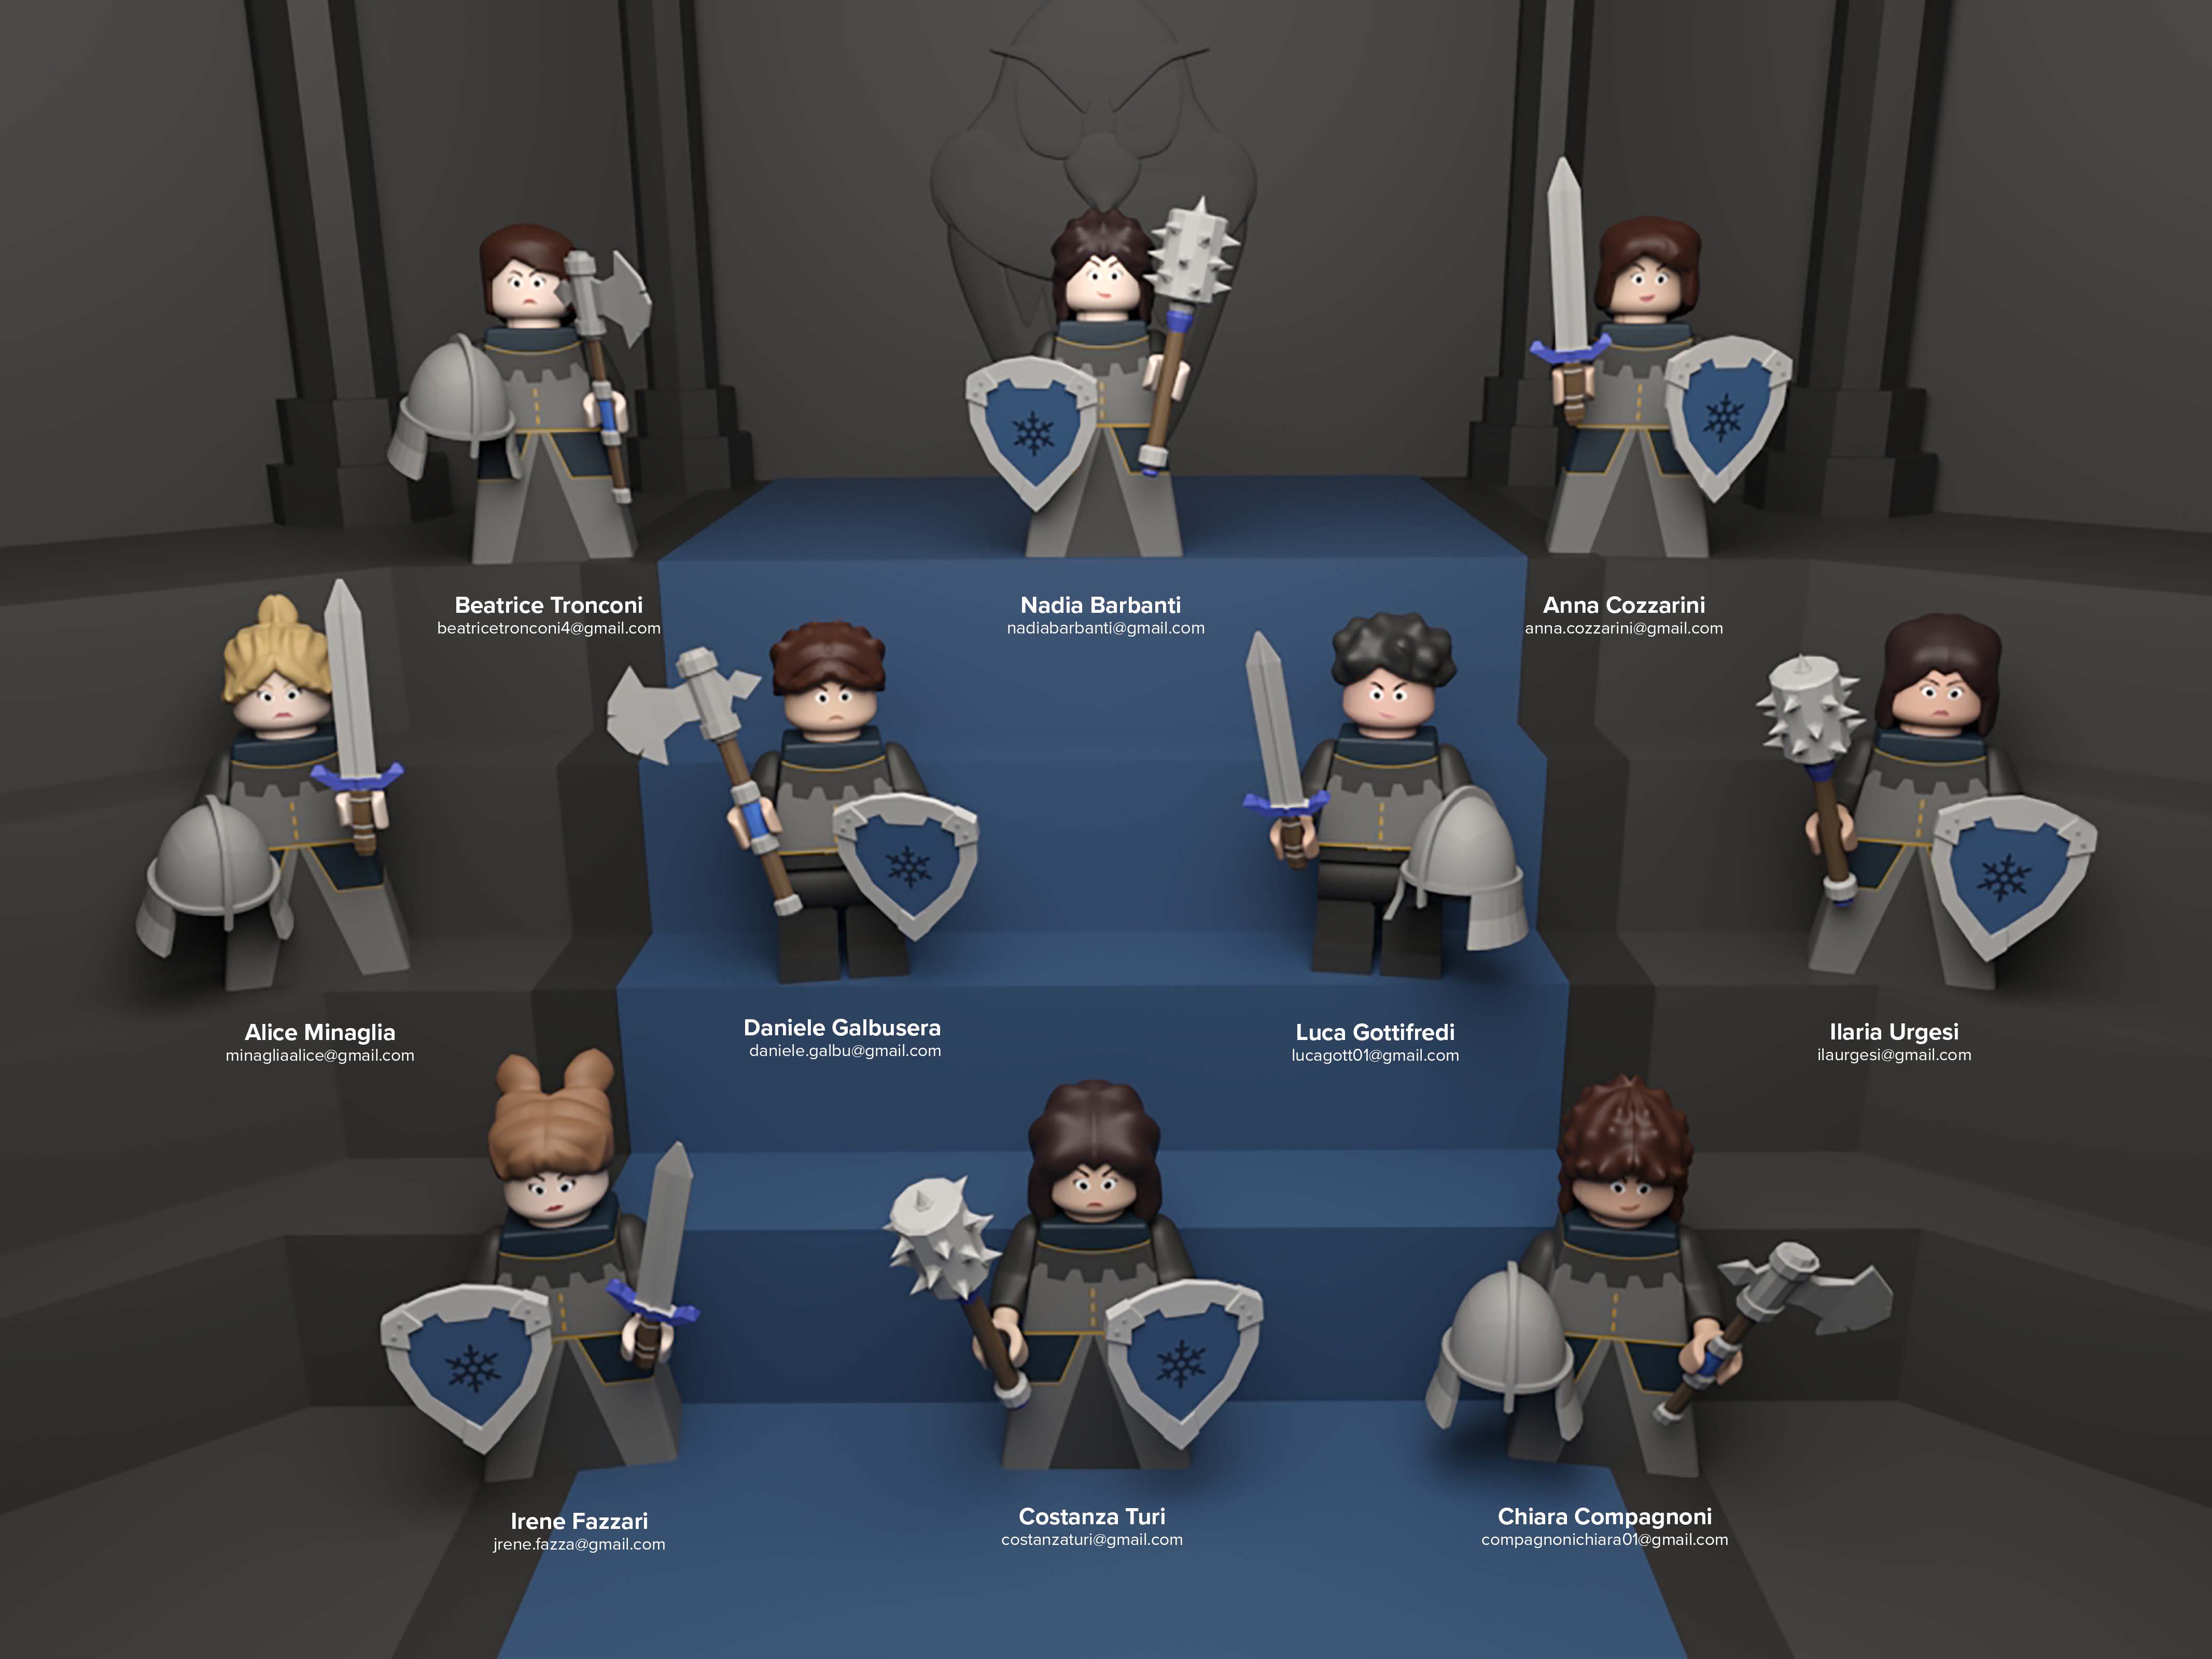 Beatrice Tronconi
beatricetronconi4@gmail.com
Nadia Barbanti
nadiabarbanti@gmail.com
Anna Cozzarini
anna.cozzarini@gmail.com
Alice Minaglia
minagliaalice@gmail.com
Daniele Galbusera
daniele.galbu@gmail.com
Luca Gottifredi
lucagott01@gmail.com
Ilaria Urgesi
ilaurgesi@gmail.com
Irene Fazzari
jrene.fazza@gmail.com
Costanza Turi
costanzaturi@gmail.com
Chiara Compagnoni
compagnonichiara01@gmail.com